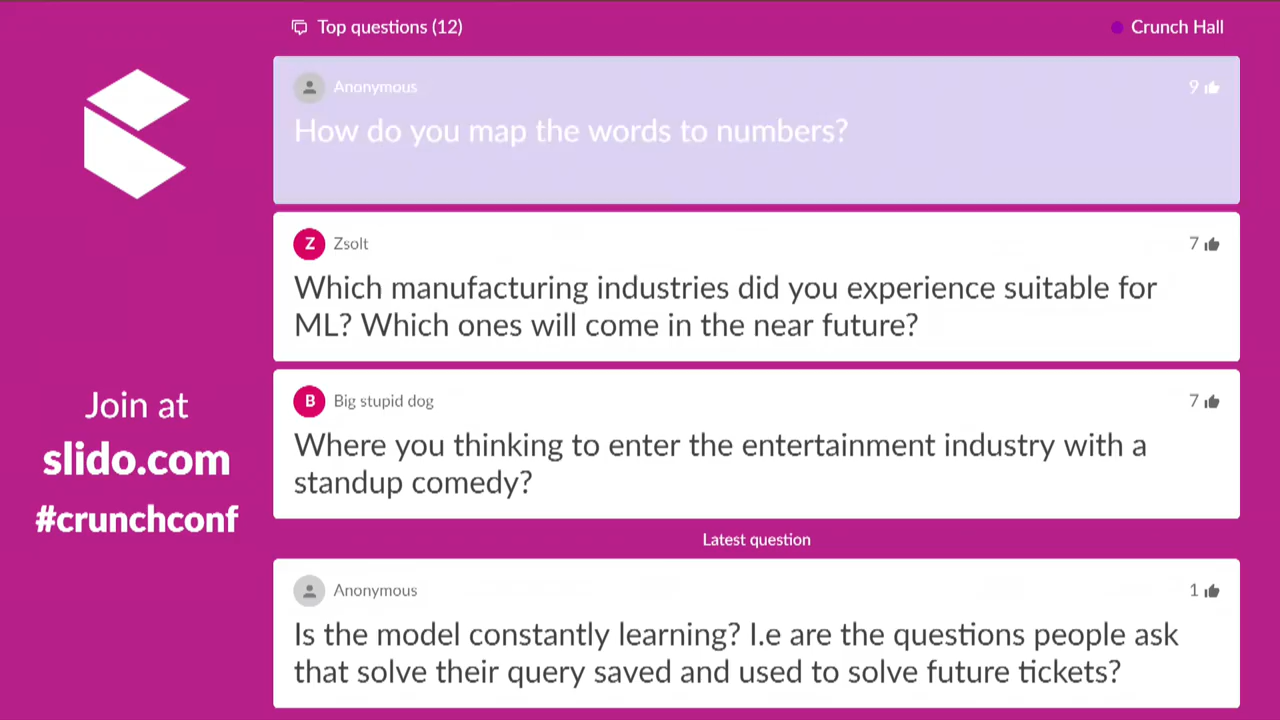 Top questions (12)
Crunch Hall
Anonymous
9
How do you map the words to numbers?
Z
Zsolt
7
Which manufacturing industries did you experience suitable for
ML? Which ones will come in the near future?
B
Big stupid dog
7
Where you thinking to enter the entertainment industry with a
standup comedy?
Join at
slido.com
#crunchconf
Latest question
Anonymous
1
Is the model constantly learning? I.e are the questions people ask
that solve their query saved and used to solve future tickets?